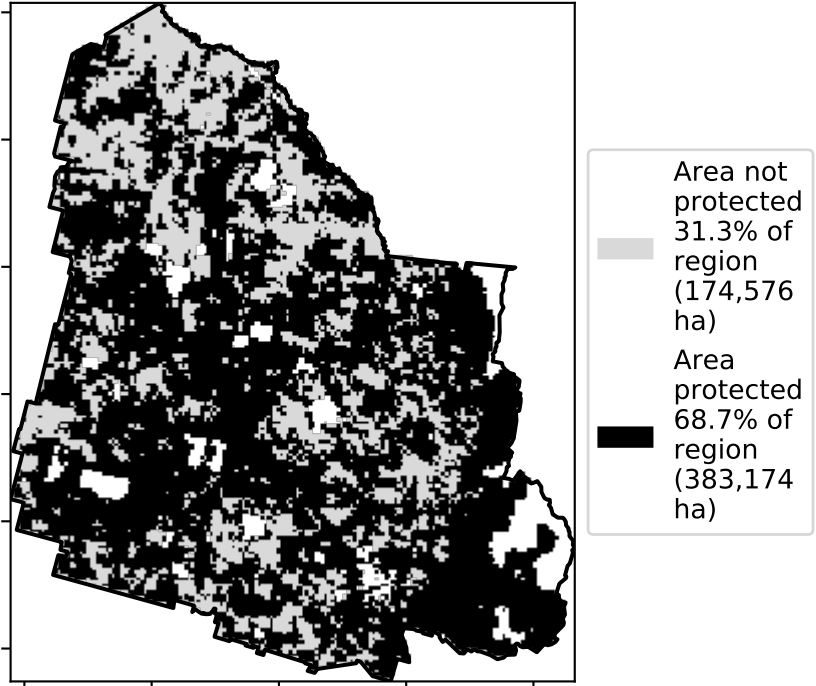 Area not
protected
31.3% of
region
(174,576
ha)
Area
protected
68.7% of
region
(383,174
ha)